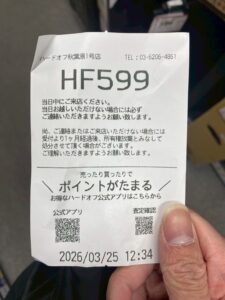 ハードオフ秋葉原1号店 TEL：03-6206-4861
HF599
当日中にご来店ください。
当日お越しいただけない場合には必ず
ご連絡いただきますようお願い致します。
尚、ご連絡またはご来店いただけない場合には
受付より1ヶ月経過後、所有権放棄とみなして
処分させて頂く場合がございます。
ご理解いただきますようお願い致します。
売ったり買ったりで
ポイントがたまる
お得なハードオフ公式アプリはこちらから
公式アプリ 査定確認
2026/03/25 12:34